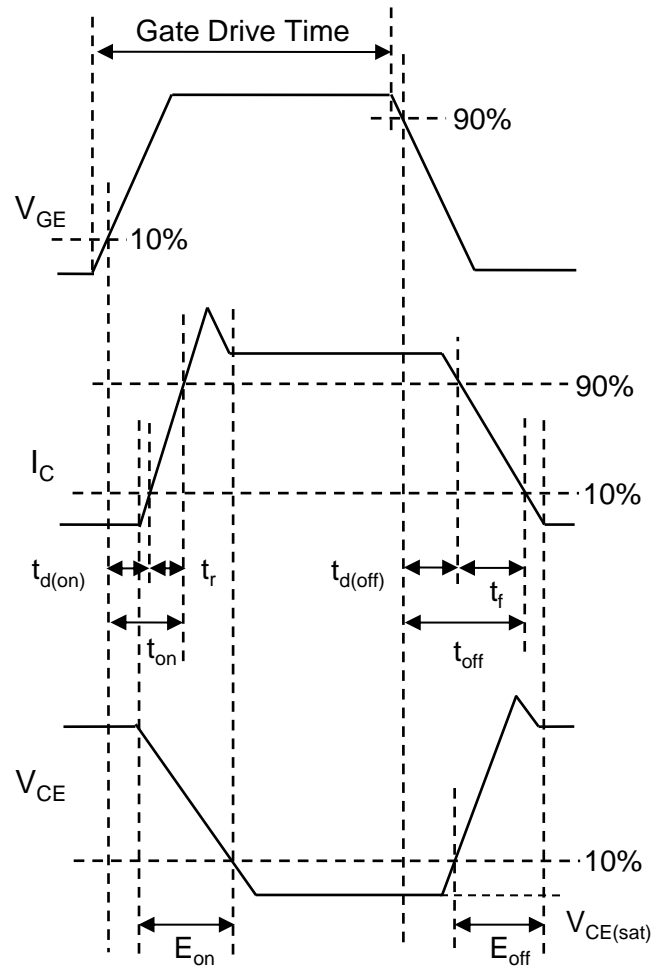 Gate Drive Time
90%
V_GE
10%
90%
I_C
10%
t_d(on)
t_r
t_d(off)
t_f
t_on
t_off
V_CE
10%
V_CE(sat)
E_on
E_off